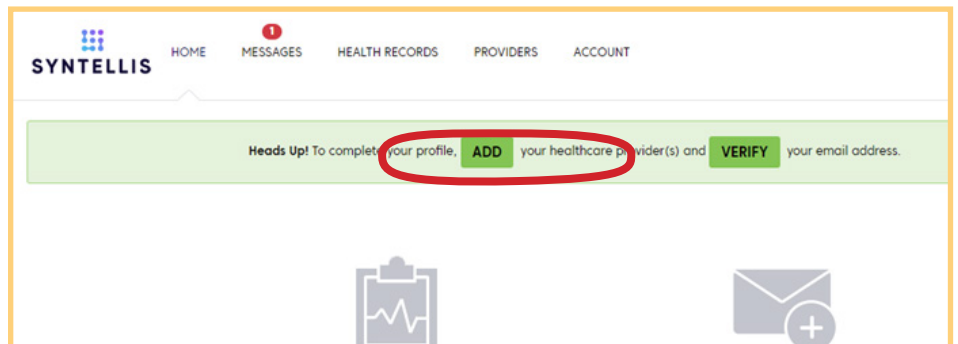 1
SYNTELLIS HOME MESSAGES HEALTH RECORDS PROVIDERS ACCOUNT
Heads Up! To complete your profile, ADD your healthcare provider(s) and VERIFY your email address.